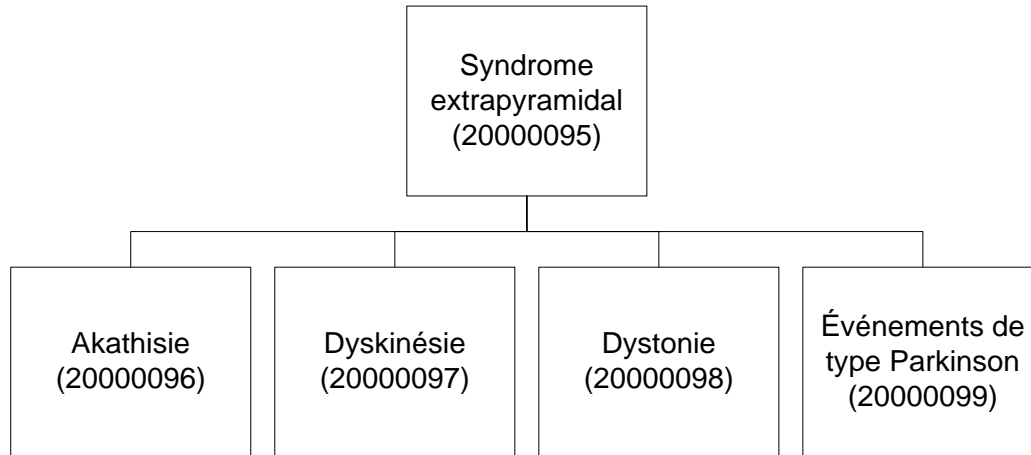 Syndrome
extrapyramidal
(20000095)
Akathisie
(20000096)
Dyskinésie
(20000097)
Dystonie
(20000098)
Événements de
type Parkinson
(20000099)